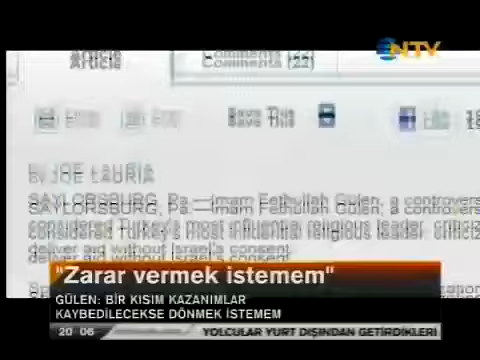 NTV
Article
Comments (22)
Save This
By JOE LAURIA
SAYLORSBURG, Pa.—Imam Fethullah Gülen, a controvers
considered Turkey's most influential religious leader, criticiz
deliver aid without Israel's consent.
"Zarar vermek istemem"
GÜLEN: BİR KISIM KAZANIMLAR
KAYBEDİLECEKSE DÖNMEK İSTEMEM
20 06
YOLCULAR YURT DIŞINDAN GETİRDİKLERİ